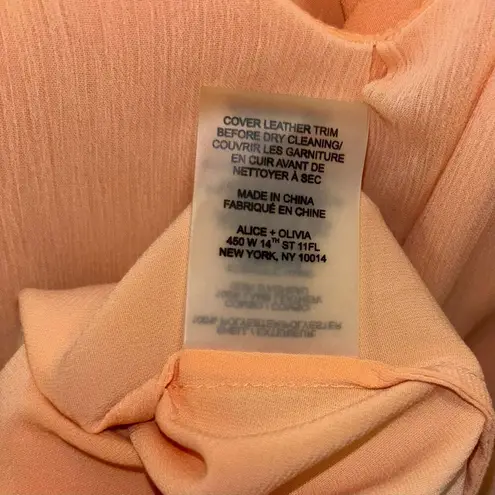 COVER LEATHER TRIM
BEFORE DRY CLEANING/
COUVRIR LES GARNITURE
EN CUIR AVANT DE
NETTOYER À SEC
MADE IN CHINA
FABRIQUÉ EN CHINE
ALICE + OLIVIA
450 W 14TH ST 11FL
NEW YORK, NY 10014